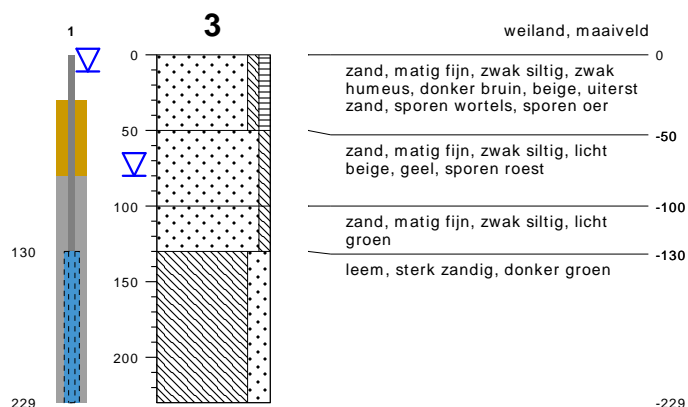 1
3
weiland, maaiveld
0
0
zand, matig fijn, zwak siltig, zwak
humeus, donker bruin, beige, uiterst
zand, sporen wortels, sporen oer
50
-50
zand, matig fijn, zwak siltig, licht
beige, geel, sporen roest
100
-100
zand, matig fijn, zwak siltig, licht
groen
130
-130
leem, sterk zandig, donker groen
150
200
229
-229